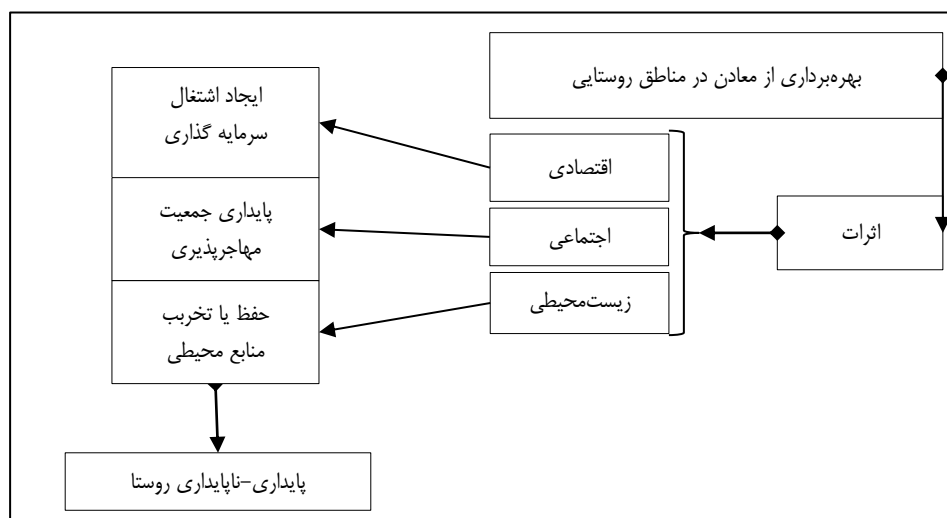 بهره‌برداری از معادن در مناطق روستایی
اثرات
اقتصادی
اجتماعی
زیست‌محیطی
ایجاد اشتغال
سرمایه گذاری
پایداری جمعیت
مهاجرپذیری
حفظ یا تخربب
منابع محیطی
پایداری-ناپایداری روستا